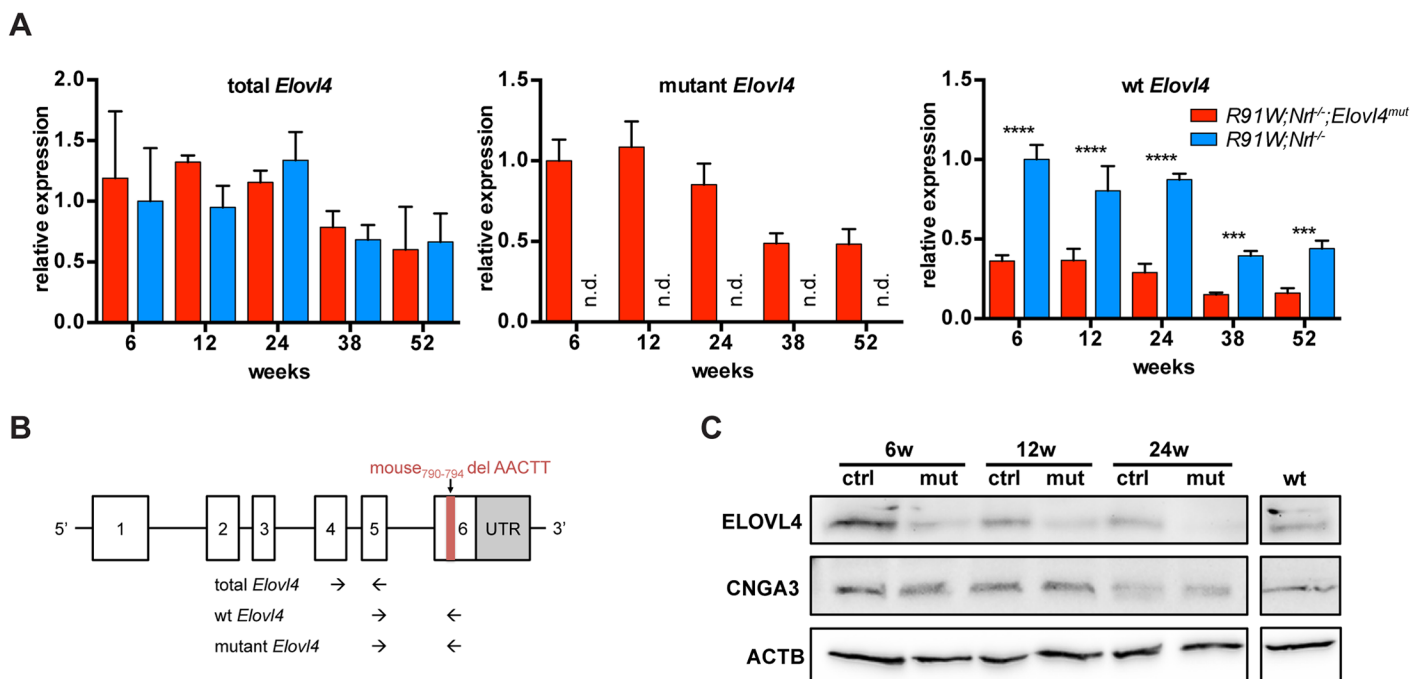 A
total Elovl4
relative expression
2.0
1.5
1.0
0.5
0.0
6 12 24 38 52
weeks
mutant Elovl4
relative expression
1.5
1.0
0.5
0.0
n.d. n.d. n.d. n.d. n.d.
6 12 24 38 52
weeks
wt Elovl4
R91W;Nrl-/-;Elovl4mut
R91W;Nrl-/-
relative expression
1.5
1.0
0.5
0.0
**** **** **** *** ***
6 12 24 38 52
weeks
B
mouse790-794 del AACTT
5' 1 2 3 4 5 6 UTR 3'
total Elovl4 → ←
wt Elovl4 → ←
mutant Elovl4 → ←
C
6w 12w 24w
ctrl mut ctrl mut ctrl mut wt
ELOVL4
CNGA3
ACTB